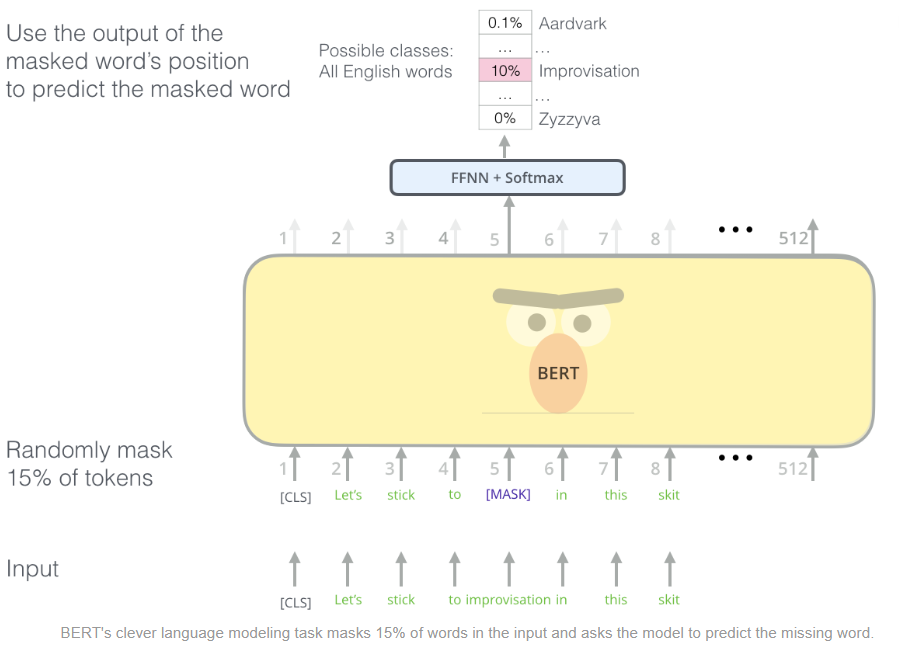 Use the output of the
masked word's position
to predict the masked word
Possible classes:
All English words
0.1% Aardvark
... ...
10% Improvisation
... ...
0% Zyzzyva
FFNN + Softmax
1 2 3 4 5 6 7 8 ••• 512
BERT
Randomly mask
15% of tokens
1 2 3 4 5 6 7 8 ••• 512
[CLS] Let's stick to [MASK] in this skit
Input
[CLS] Let's stick to improvisation in this skit
BERT's clever language modeling task masks 15% of words in the input and asks the model to predict the missing word.